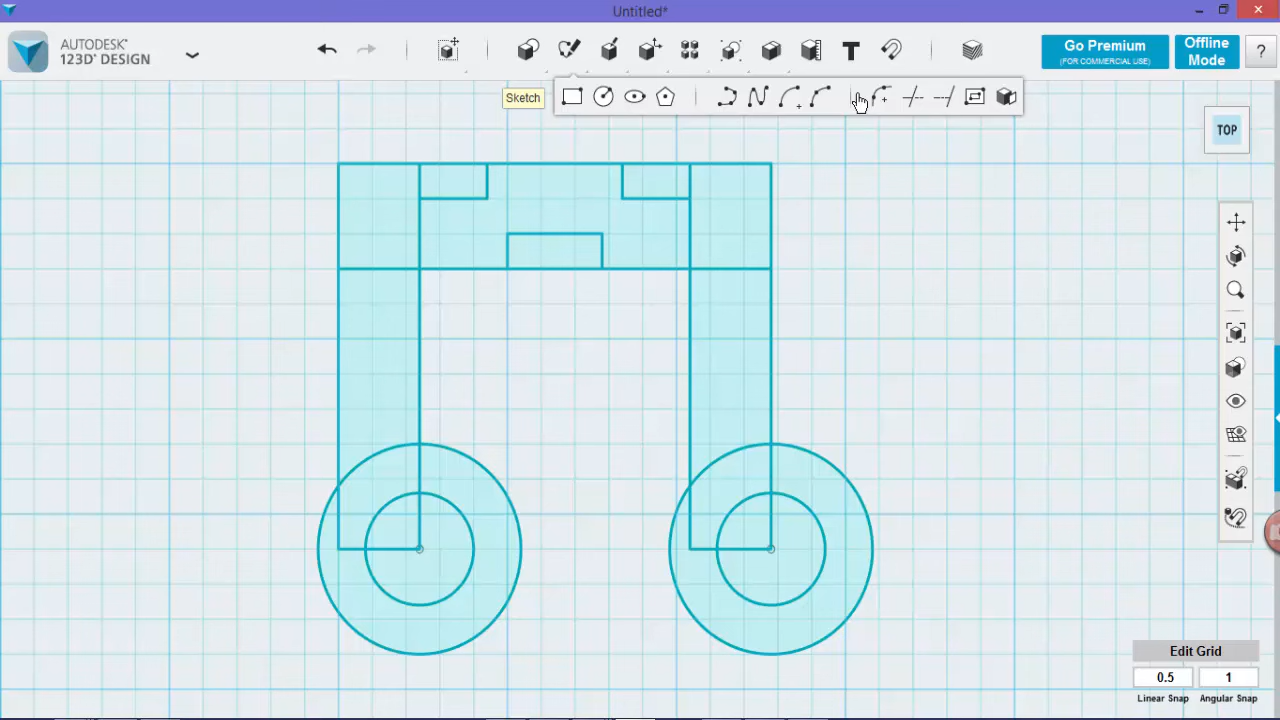 Untitled*
AUTODESK®
123D® DESIGN
Go Premium
(FOR COMMERCIAL USE)
Offline
Mode
?
Sketch
TOP
Edit Grid
0.5
1
Linear Snap
Angular Snap